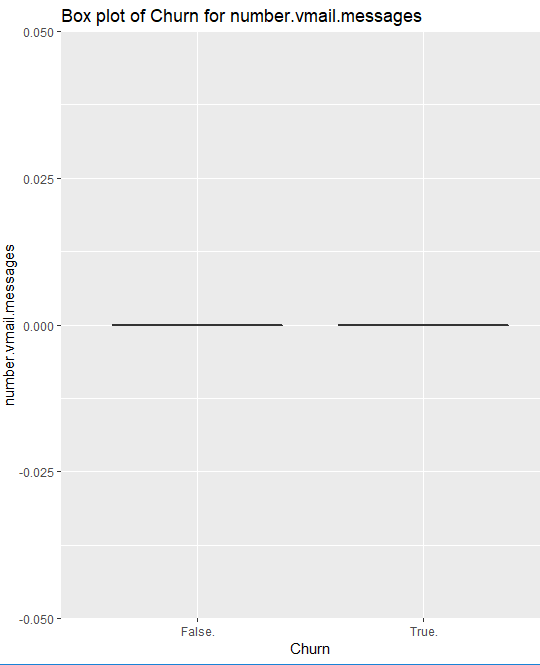 Box plot of Churn for number.vmail.messages
0.050
0.025
0.000
-0.025
-0.050
number.vmail.messages
False.
True.
Churn